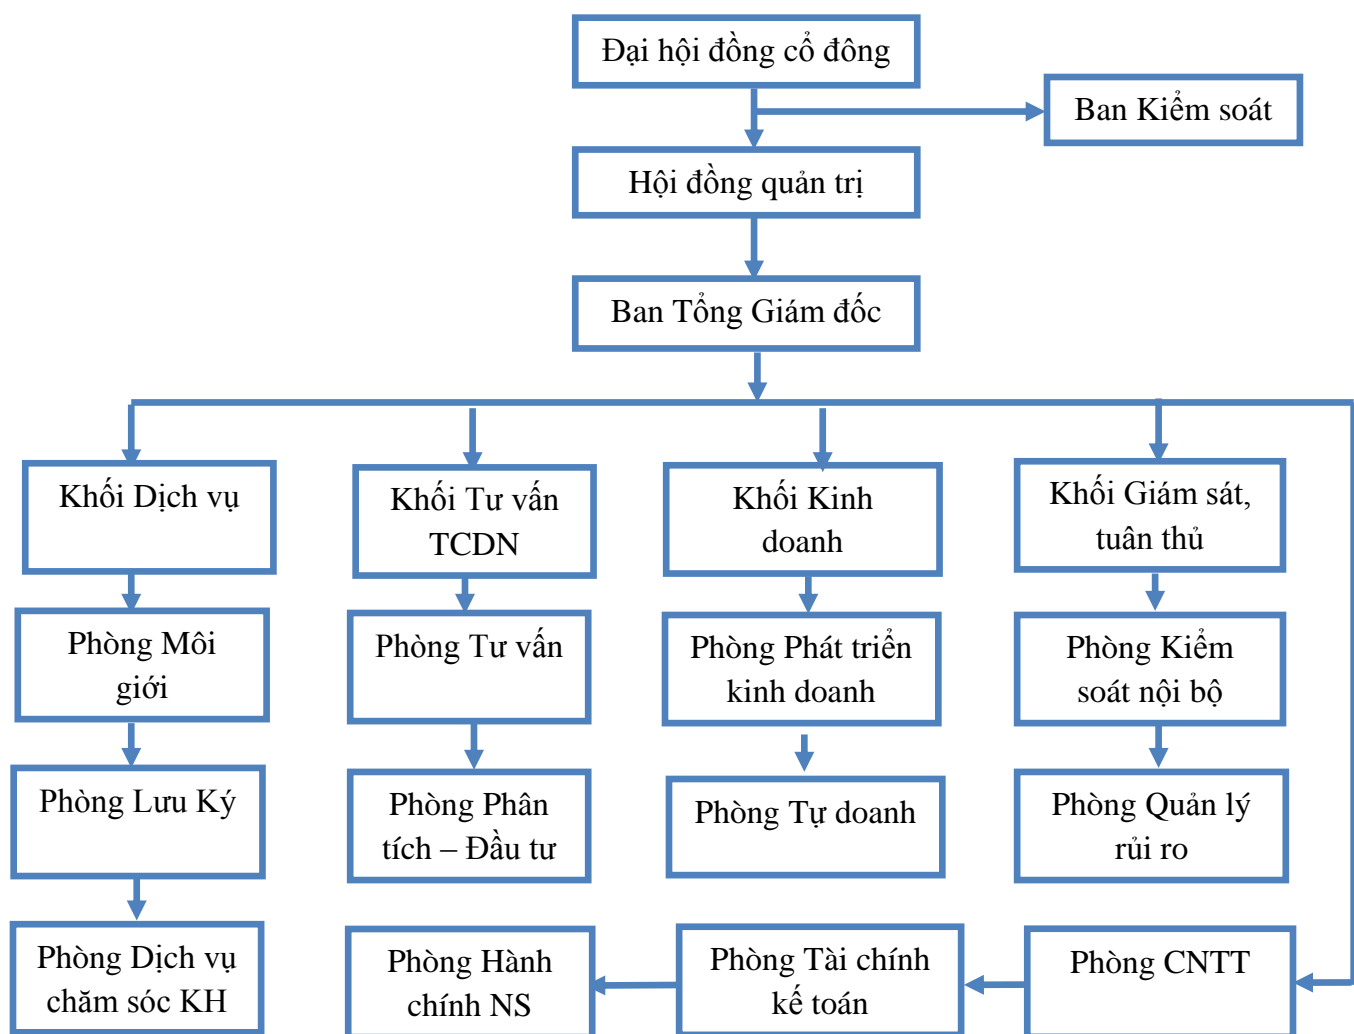 Đại hội đồng cổ đông
Ban Kiểm soát
Hội đồng quản trị
Ban Tổng Giám đốc
Khối Dịch vụ
Khối Tư vấn
TCDN
Khối Kinh
doanh
Khối Giám sát,
tuân thủ
Phòng Môi
giới
Phòng Tư vấn
Phòng Phát triển
kinh doanh
Phòng Kiểm
soát nội bộ
Phòng Lưu Ký
Phòng Phân
tích – Đầu tư
Phòng Tự doanh
Phòng Quản lý
rủi ro
Phòng Dịch vụ
chăm sóc KH
Phòng Hành
chính NS
Phòng Tài chính
kế toán
Phòng CNTT